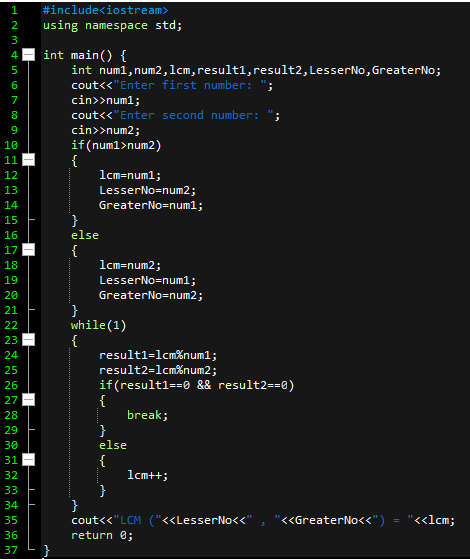 1 #include<iostream>
2 using namespace std;
3
4 int main() {
5     int num1,num2,lcm,result1,result2,LesserNo,GreaterNo;
6     cout<<"Enter first number: ";
7     cin>>num1;
8     cout<<"Enter second number: ";
9     cin>>num2;
10     if(num1>num2)
11     {
12         lcm=num1;
13         LesserNo=num2;
14         GreaterNo=num1;
15     }
16     else
17     {
18         lcm=num2;
19         LesserNo=num1;
20         GreaterNo=num2;
21     }
22     while(1)
23     {
24         result1=lcm%num1;
25         result2=lcm%num2;
26         if(result1==0 && result2==0)
27         {
28             break;
29         }
30         else
31         {
32             lcm++;
33         }
34     }
35     cout<<"LCM ("<<LesserNo<<" , "<<GreaterNo<<") = "<<lcm;
36     return 0;
37 }